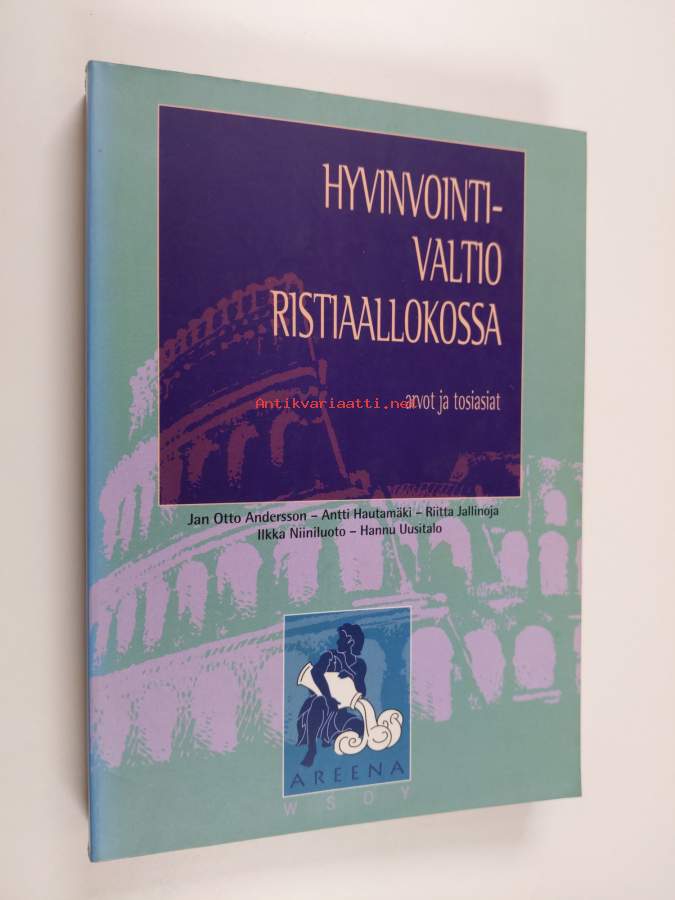 HYVINVOINTI-
VALTIO
RISTIAALLOKOSSA
Antikvariaatti.net
arvot ja tosiasiat
Jan Otto Andersson – Antti Hautamäki – Riitta Jallinoja
Ilkka Niiniluoto – Hannu Uusitalo
AREENA
WSOY